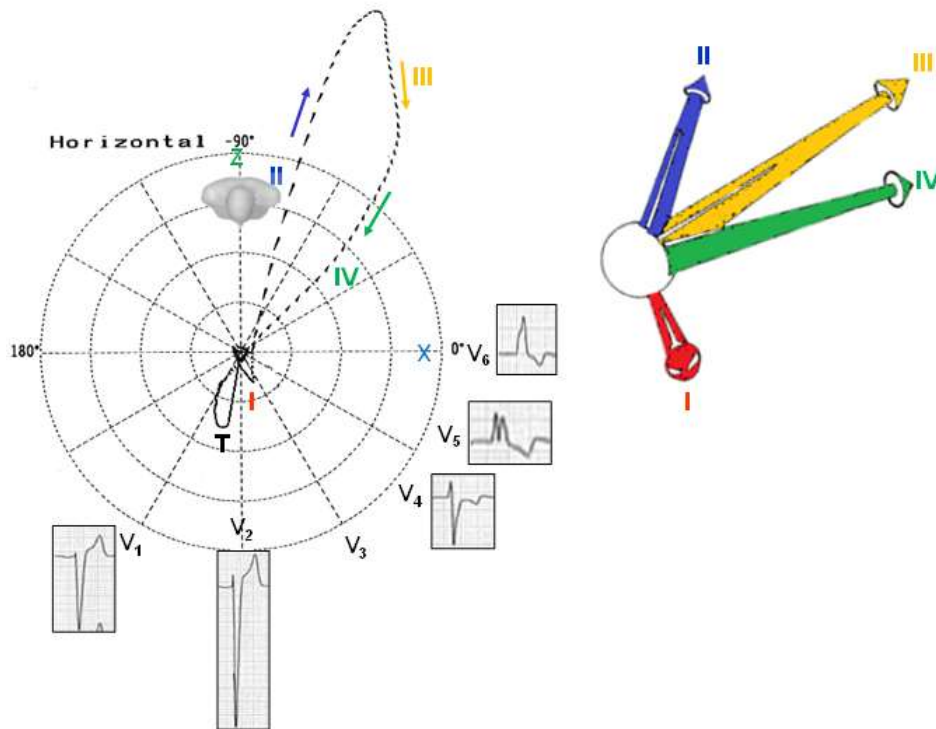 II
III
III
Horizontal
-90°
Z
II
IV
IV
180°
X
0°
V6
I
I
T
V5
V4
V1
V2
V3